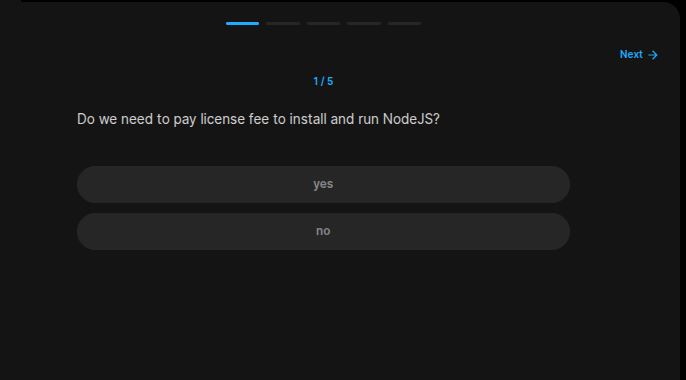 Next →
1 / 5
Do we need to pay license fee to install and run NodeJS?
yes
no